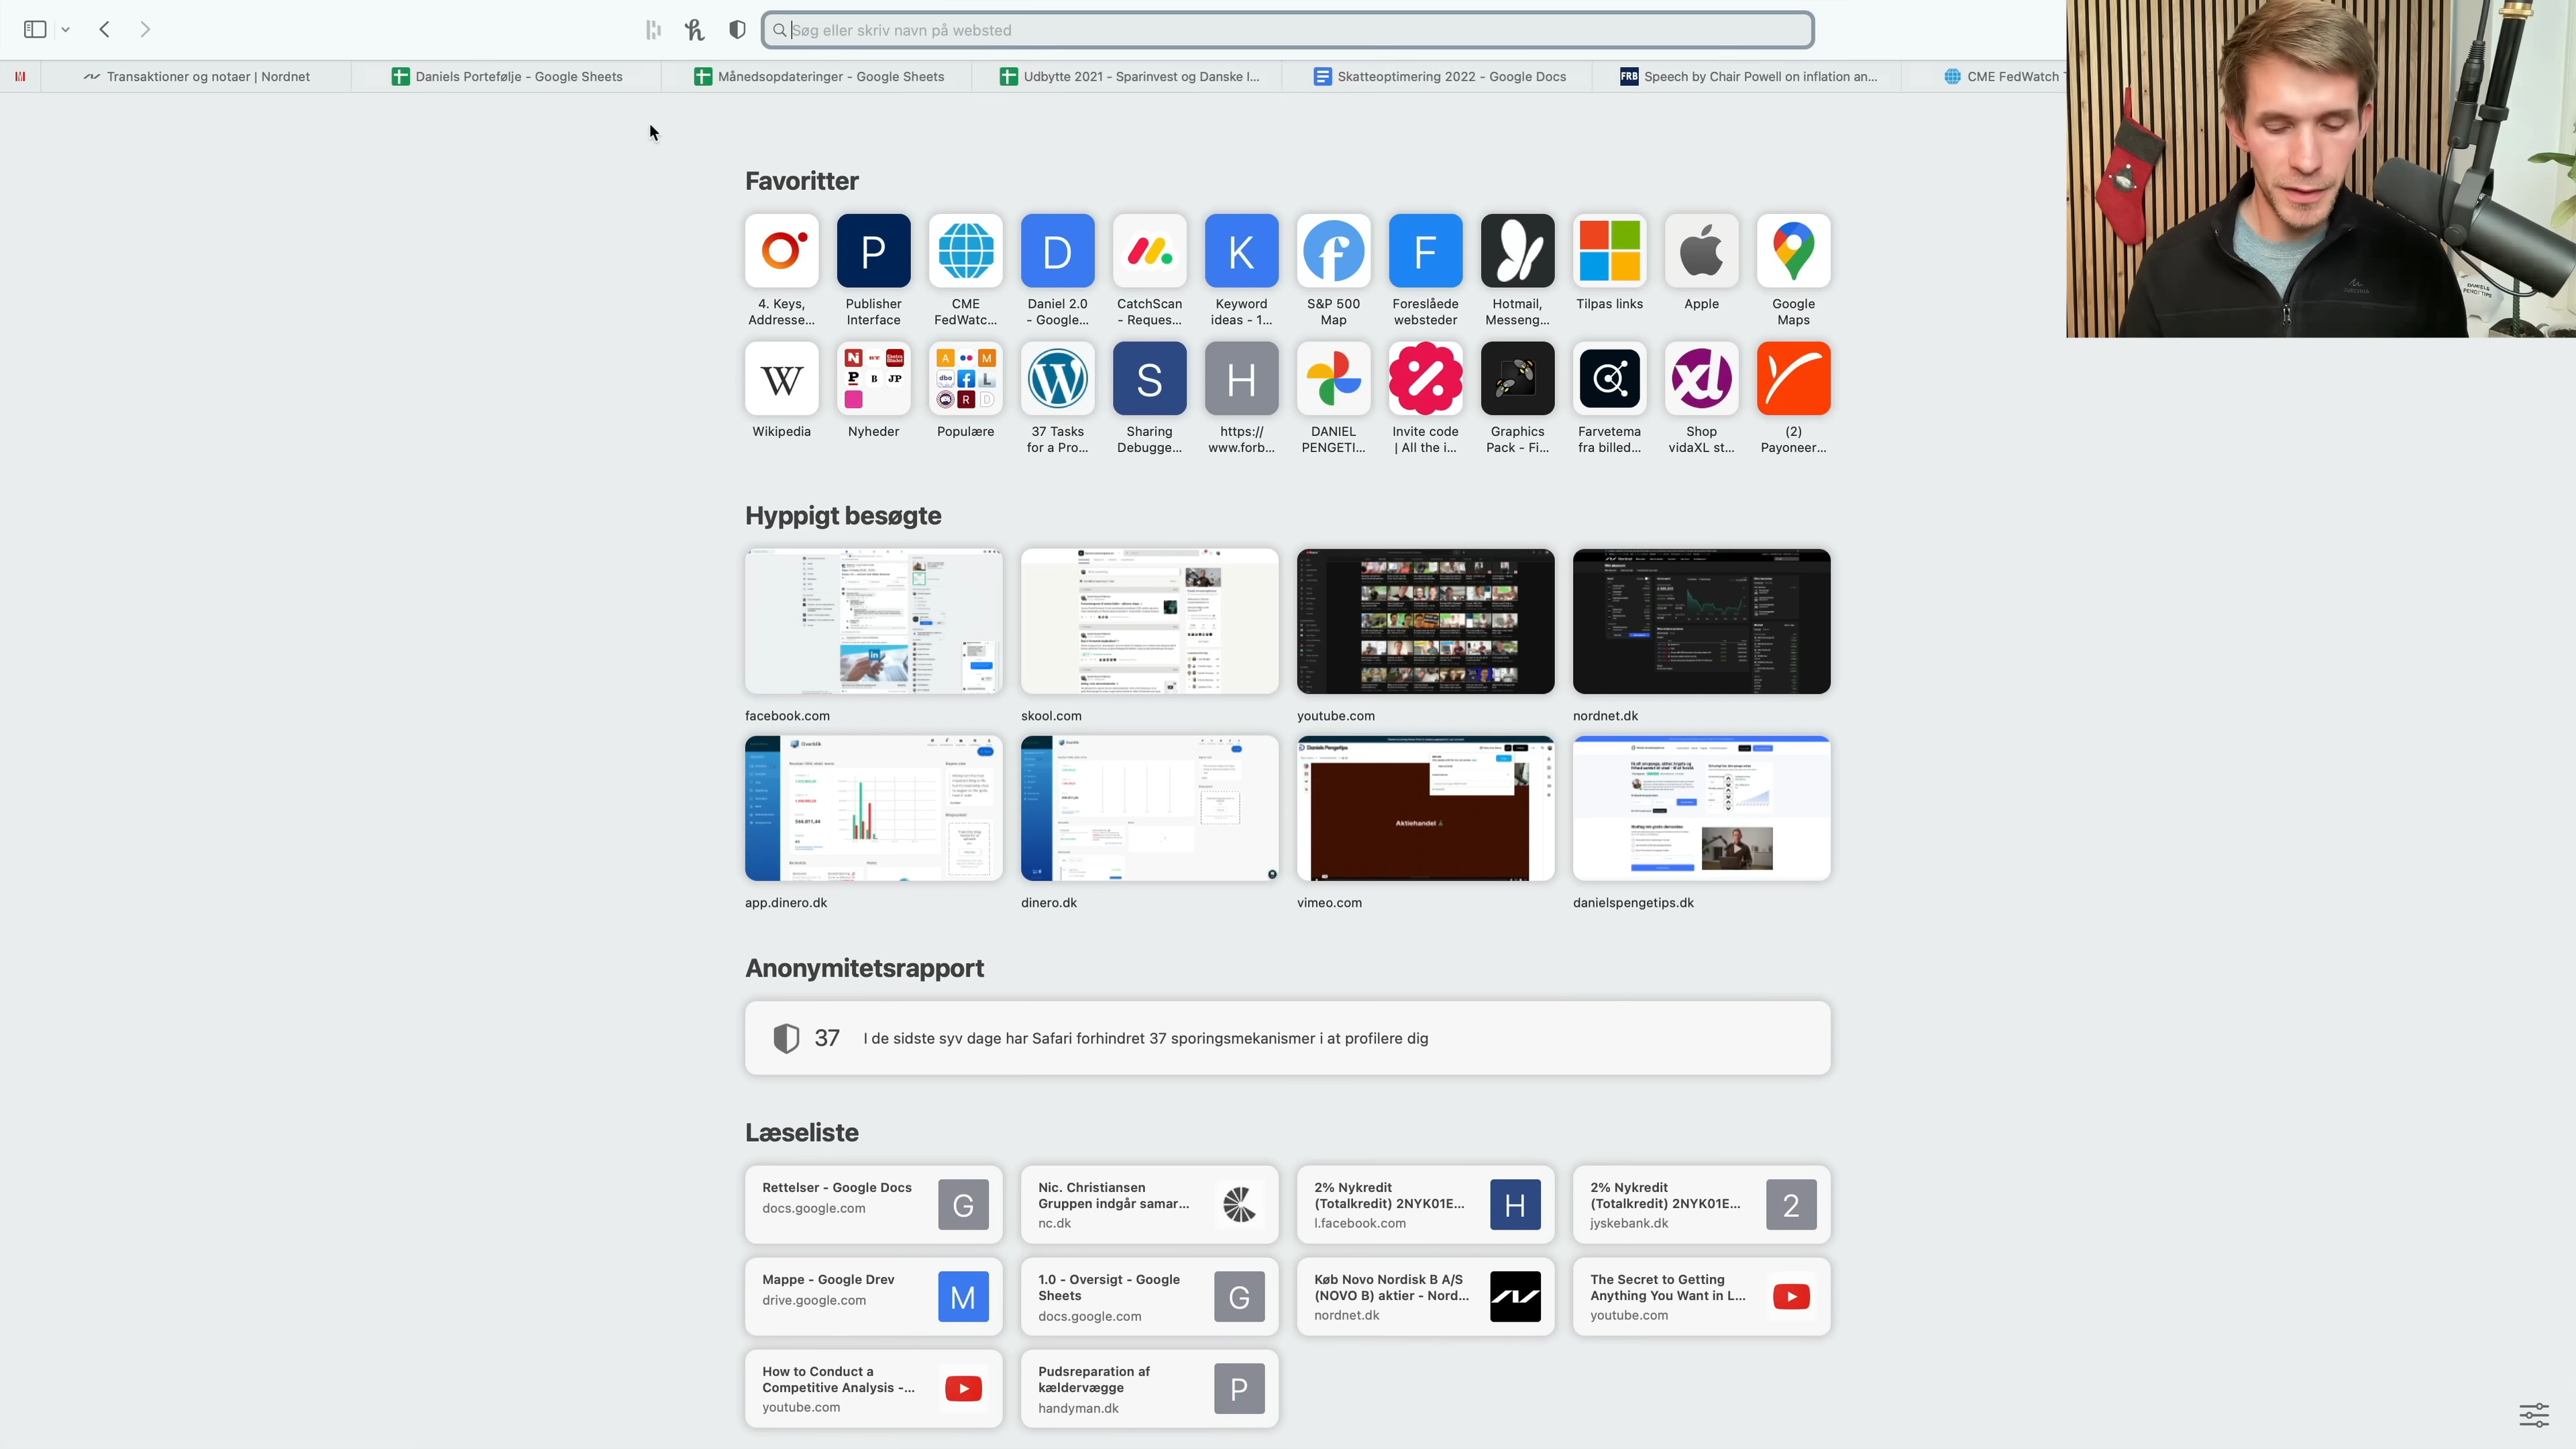 Søg eller skriv navn på websted
Transaktioner og notaer | Nordnet
Daniels Portefølje - Google Sheets
Månedsopdateringer - Google Sheets
Udbytte 2021 - Sparinvest og Danske I...
Skatteoptimering 2022 - Google Docs
FRB
Speech by Chair Powell on inflation an...
CME FedWatch
Favoritter
P
D
K
F
4. Keys,
Addresse...
Publisher
Interface
CME
FedWatc...
Daniel 2.0
- Google...
CatchScan
- Reques...
Keyword
ideas - 1...
S&P 500
Map
Foreslåede
websteder
Hotmail,
Messeng...
Tilpas links
Apple
Google
Maps
W
S
H
xl
Wikipedia
Nyheder
Populære
37 Tasks
for a Pro...
Sharing
Debugge...
https://
www.forb...
DANIEL
PENGETI...
Invite code
| All the i...
Graphics
Pack - Fi...
Farvetema
fra billed...
Shop
vidaXL st...
(2)
Payoneer...
Hyppigt besøgte
facebook.com
skool.com
youtube.com
nordnet.dk
Overblik
Daniels Pengetips
Aktiehandel
app.dinero.dk
dinero.dk
vimeo.com
danielspengetips.dk
Anonymitetsrapport
37
I de sidste syv dage har Safari forhindret 37 sporingsmekanismer i at profilere dig
Læseliste
Rettelser - Google Docs
docs.google.com
G
Nic. Christiansen
Gruppen indgår samar...
nc.dk
2% Nykredit
(Totalkredit) 2NYK01E...
l.facebook.com
H
2% Nykredit
(Totalkredit) 2NYK01E...
jyskebank.dk
2
Mappe - Google Drev
drive.google.com
M
1.0 - Oversigt - Google
Sheets
docs.google.com
G
Køb Novo Nordisk B A/S
(NOVO B) aktier - Nord...
nordnet.dk
The Secret to Getting
Anything You Want in L...
youtube.com
How to Conduct a
Competitive Analysis -...
youtube.com
Pudsreparation af
kældervægge
handyman.dk
P